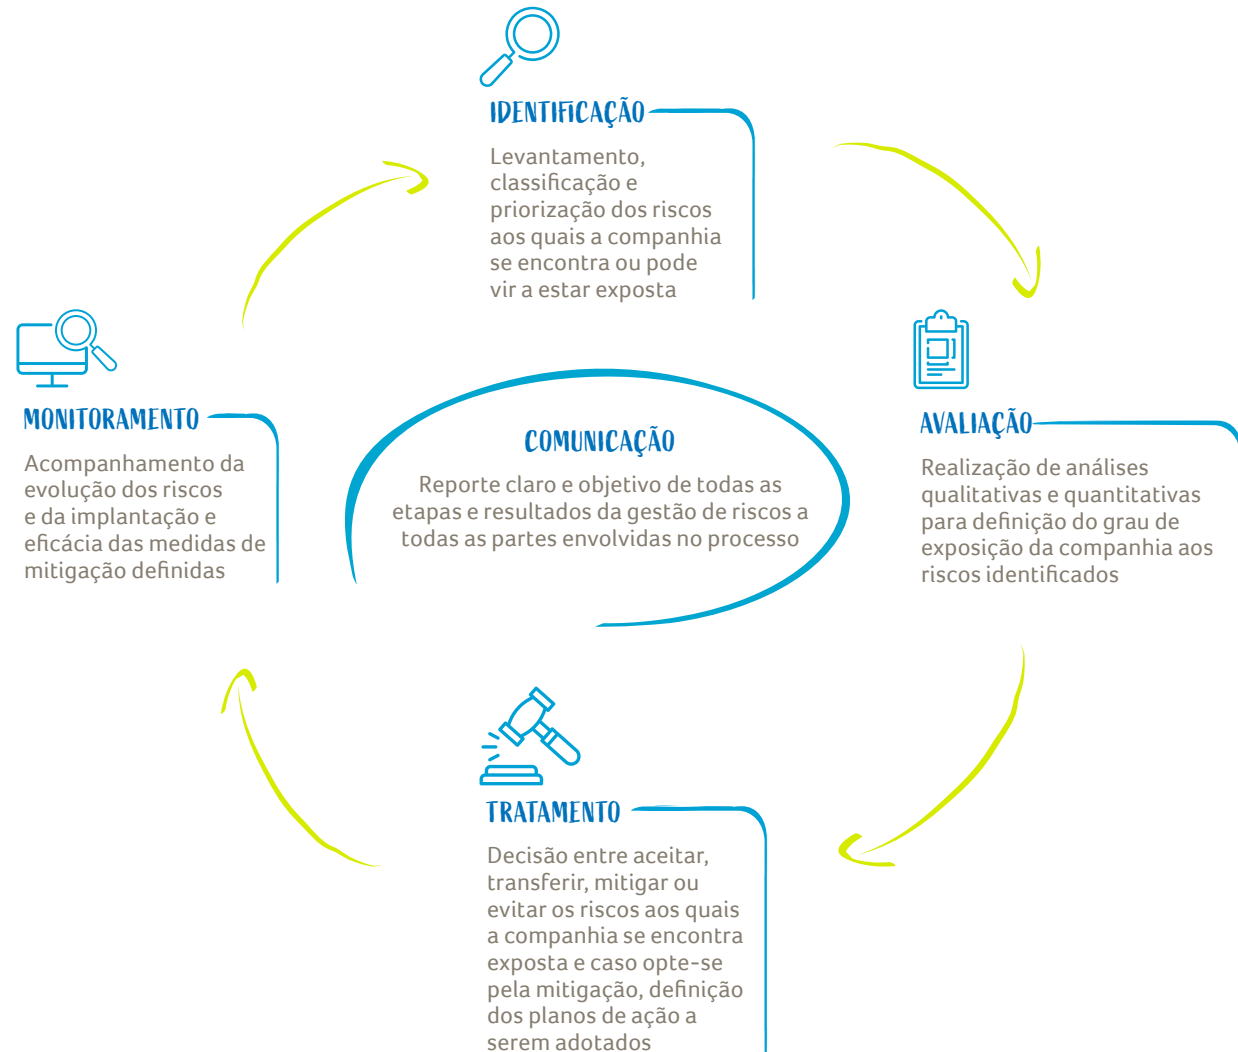 IDENTIFICAÇÃO
Levantamento,
classificação e
priorização dos riscos
aos quais a companhia
se encontra ou pode
vir a estar exposta
MONITORAMENTO
Acompanhamento da
evolução dos riscos
e da implantação e
eficácia das medidas de
mitigação definidas
COMUNICAÇÃO
Reporte claro e objetivo de todas as
etapas e resultados da gestão de riscos a
todas as partes envolvidas no processo
AVALIAÇÃO
Realização de análises
qualitativas e quantitativas
para definição do grau de
exposição da companhia aos
riscos identificados
TRATAMENTO
Decisão entre aceitar,
transferir, mitigar ou
evitar os riscos aos quais
a companhia se encontra
exposta e caso opte-se
pela mitigação, definição
dos planos de ação a
serem adotados